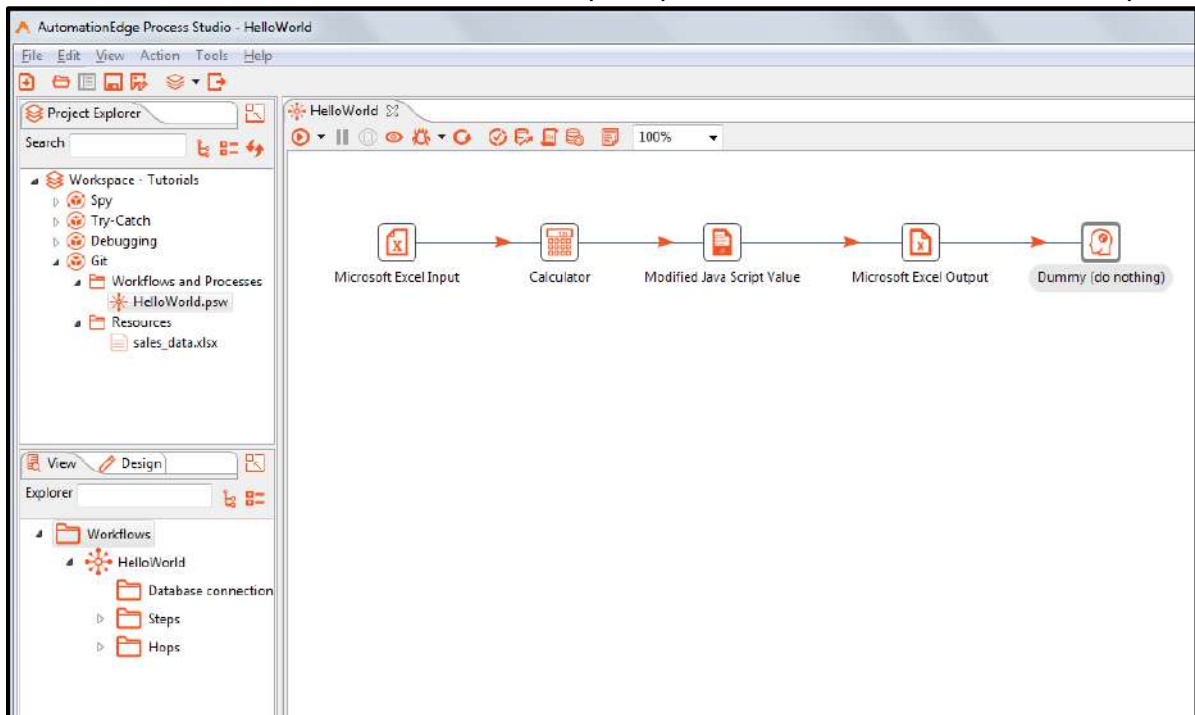 AutomationEdge Process Studio - HelloWorld
File Edit View Action Tools Help
Project Explorer
Search
Workspace - Tutorials
Spy
Try-Catch
Debugging
Git
Workflows and Processes
HelloWorld.psw
Resources
sales_data.xlsx
HelloWorld
100%
Microsoft Excel Input Calculator Modified Java Script Value Microsoft Excel Output Dummy (do nothing)
View Design
Explorer
Workflows
HelloWorld
Database connection
Steps
Hops